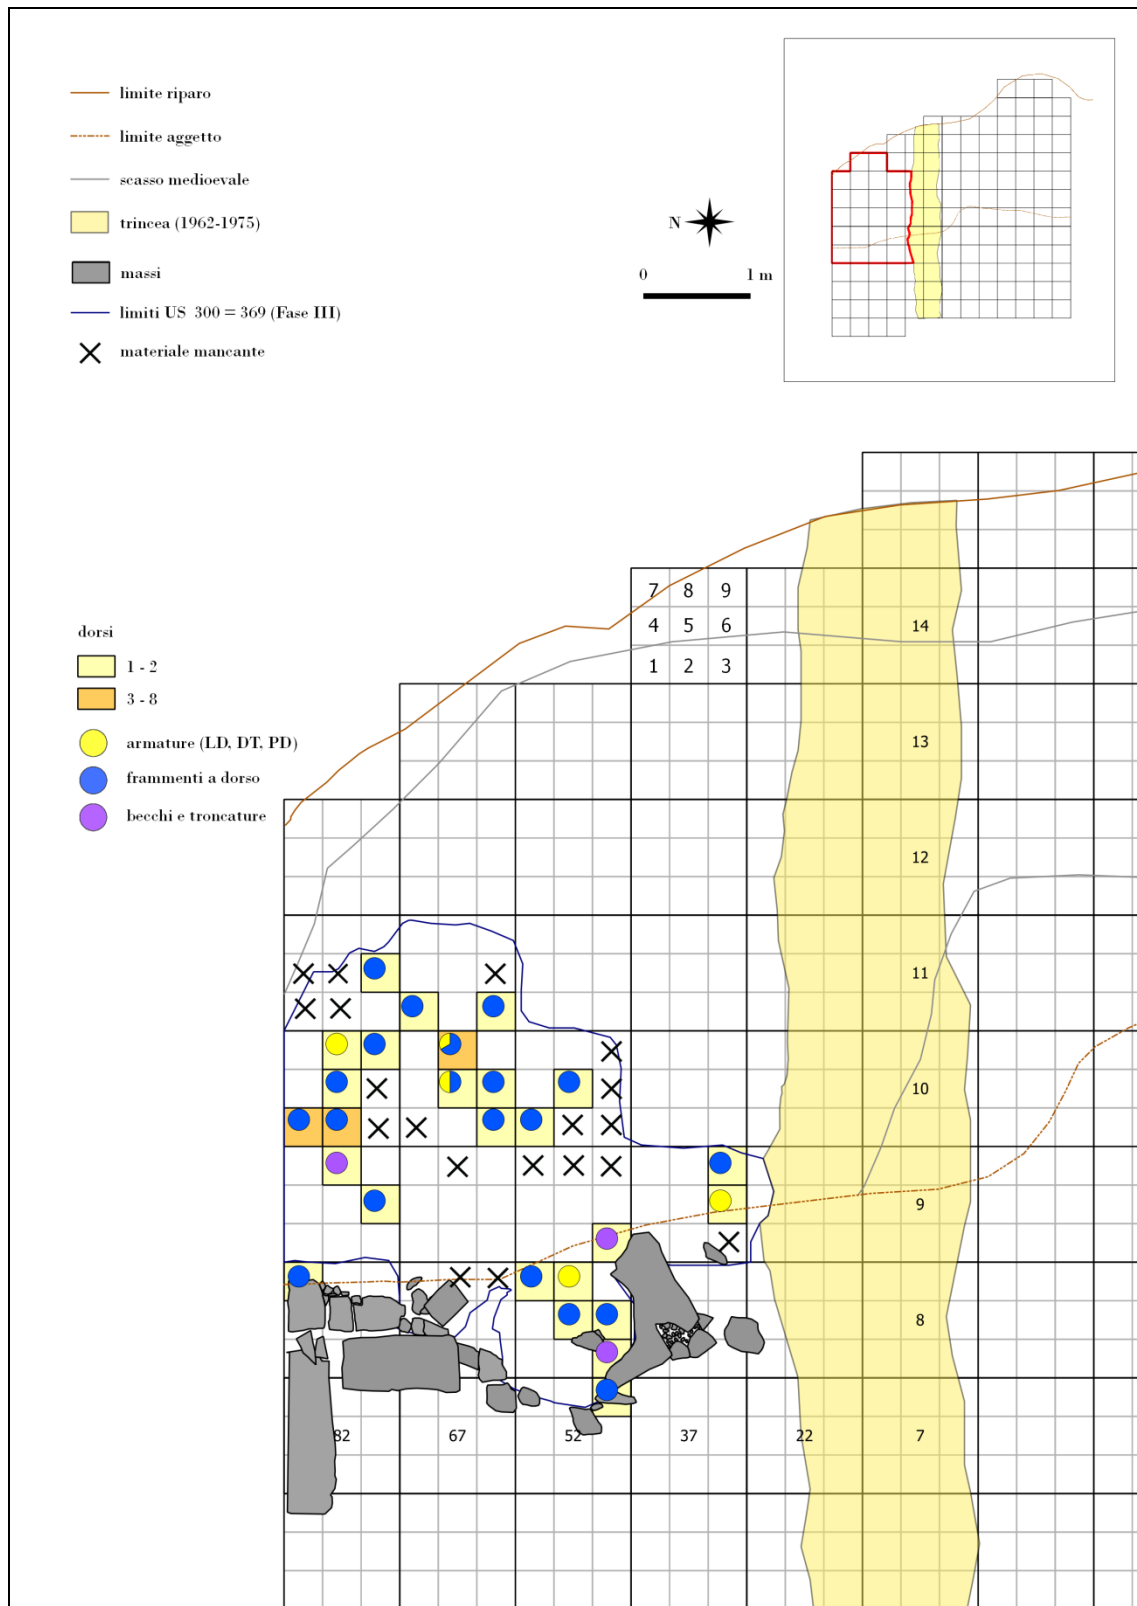 limite riparo
limite aggetto
scasso medioevale
trincea (1962-1975)
massi
limiti US 300 = 369 (Fase III)
materiale mancante
N
0 1 m
dorsi
1 - 2
3 - 8
armature (LD, DT, PD)
frammenti a dorso
becchi e troncature
7 8 9
4 5 6
1 2 3
14
13
12
11
10
9
8
82 67 52 37 22 7